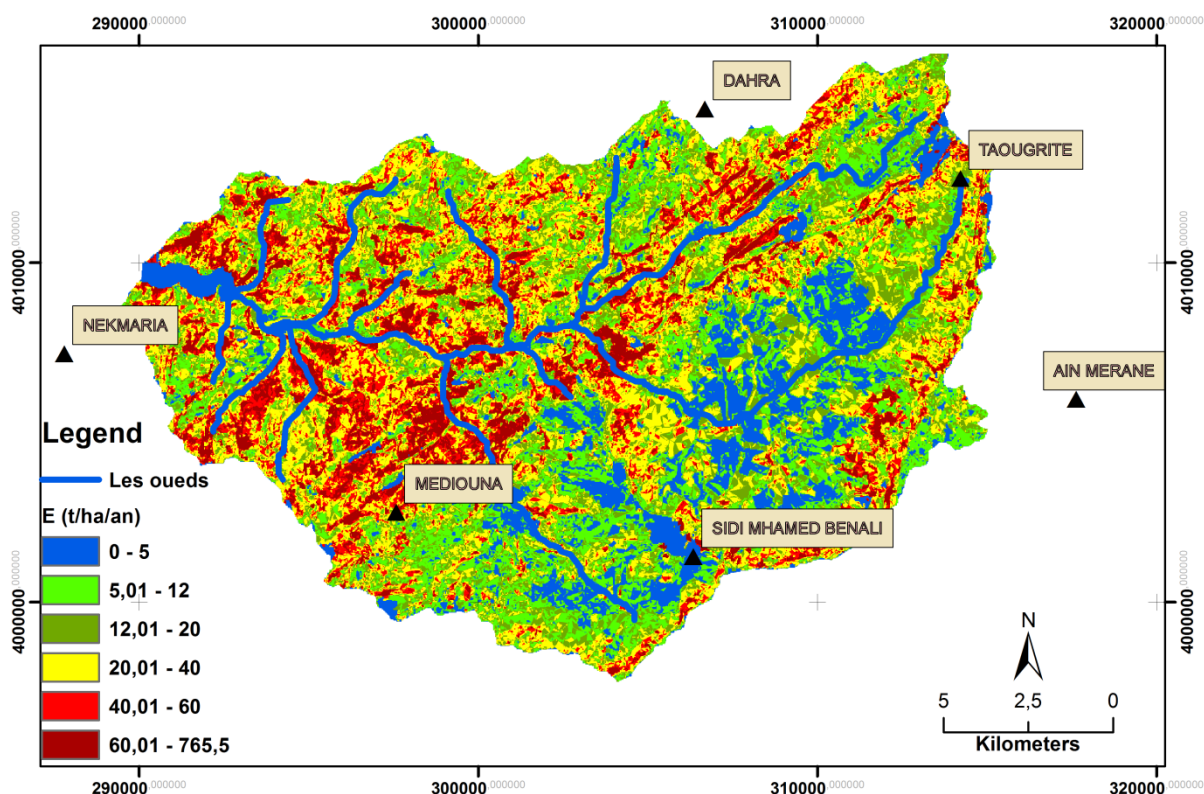 290000,000000 300000,000000 310000,000000 320000,000000
DAHRA
TAOUGRITE
4010000,000000 4010000,000000
NEKMARIA
AIN MERANE
MEDIOUNA
SIDI MHAMED BENALI
4000000,000000 4000000,000000
Legend
Les oueds
E (t/ha/an)
0 - 5
5,01 - 12
12,01 - 20
20,01 - 40
40,01 - 60
60,01 - 765,5
N
5 2,5 0
Kilometers
290000,000000 300000,000000 310000,000000 320000,000000